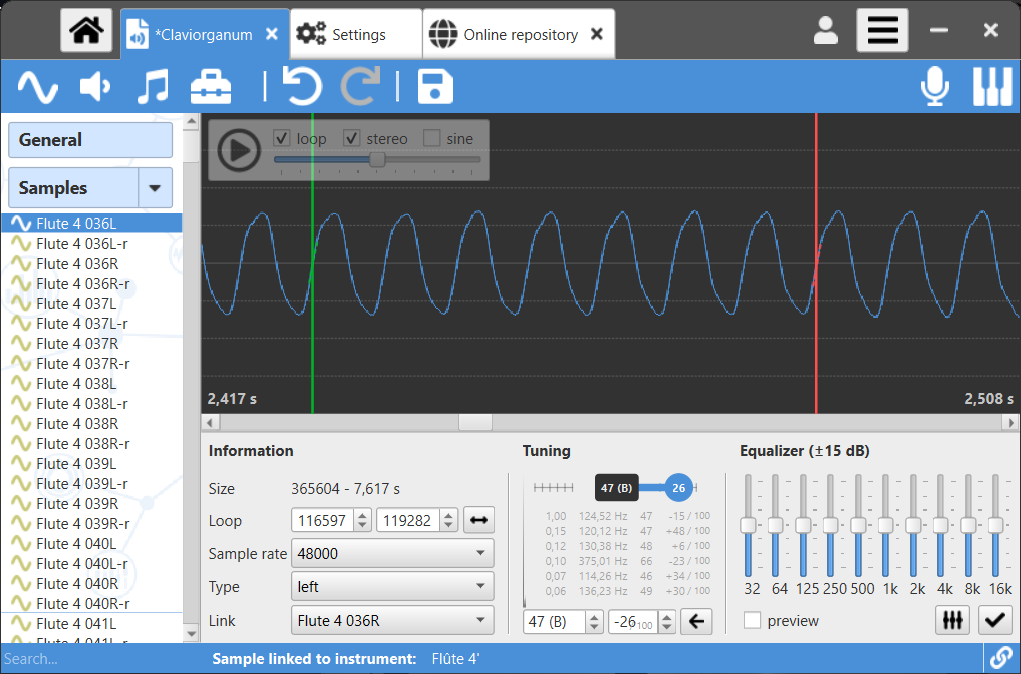 *Claviorganum
Settings
Online repository
General
Samples
Flute 4 036L
Flute 4 036L-r
Flute 4 036R
Flute 4 036R-r
Flute 4 037L
Flute 4 037L-r
Flute 4 037R
Flute 4 037R-r
Flute 4 038L
Flute 4 038L-r
Flute 4 038R
Flute 4 038R-r
Flute 4 039L
Flute 4 039L-r
Flute 4 039R
Flute 4 039R-r
Flute 4 040L
Flute 4 040L-r
Flute 4 040R
Flute 4 040R-r
Flute 4 041L
Flute 4 041L-r
Search...
loop stereo sine
2,417 s 2,508 s
Information
Size 365604 - 7,617 s
Loop 116597 119282
Sample rate 48000
Type left
Link Flute 4 036R
Tuning
47 (B) 26
1,00 124,52 Hz 47 -15 / 100
0,15 120,12 Hz 47 +48 / 100
0,12 130,38 Hz 48 +6 / 100
0,10 375,01 Hz 66 -23 / 100
0,07 114,26 Hz 46 +34 / 100
0,06 136,23 Hz 49 +30 / 100
47 (B) -26/100
Equalizer (±15 dB)
32 64 125 250 500 1k 2k 4k 8k 16k
preview
Sample linked to instrument: Flûte 4'